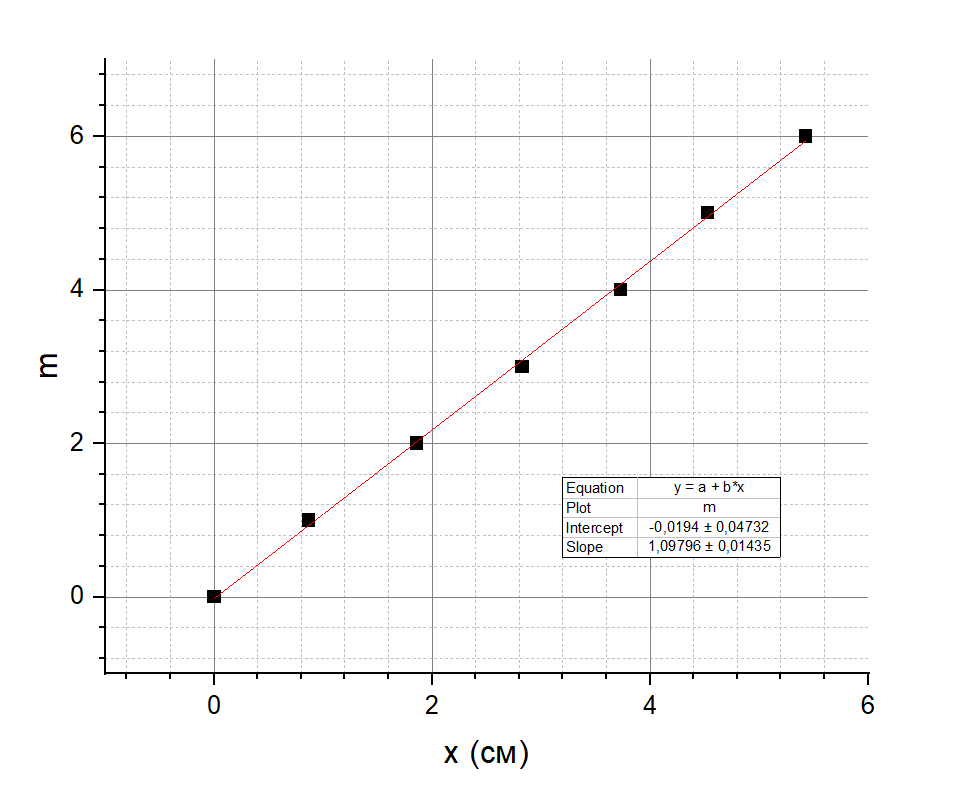 6
4
2
0
m
Equation y = a + b*x
Plot m
Intercept -0,0194 ± 0,04732
Slope 1,09796 ± 0,01435
0 2 4 6
x (см)